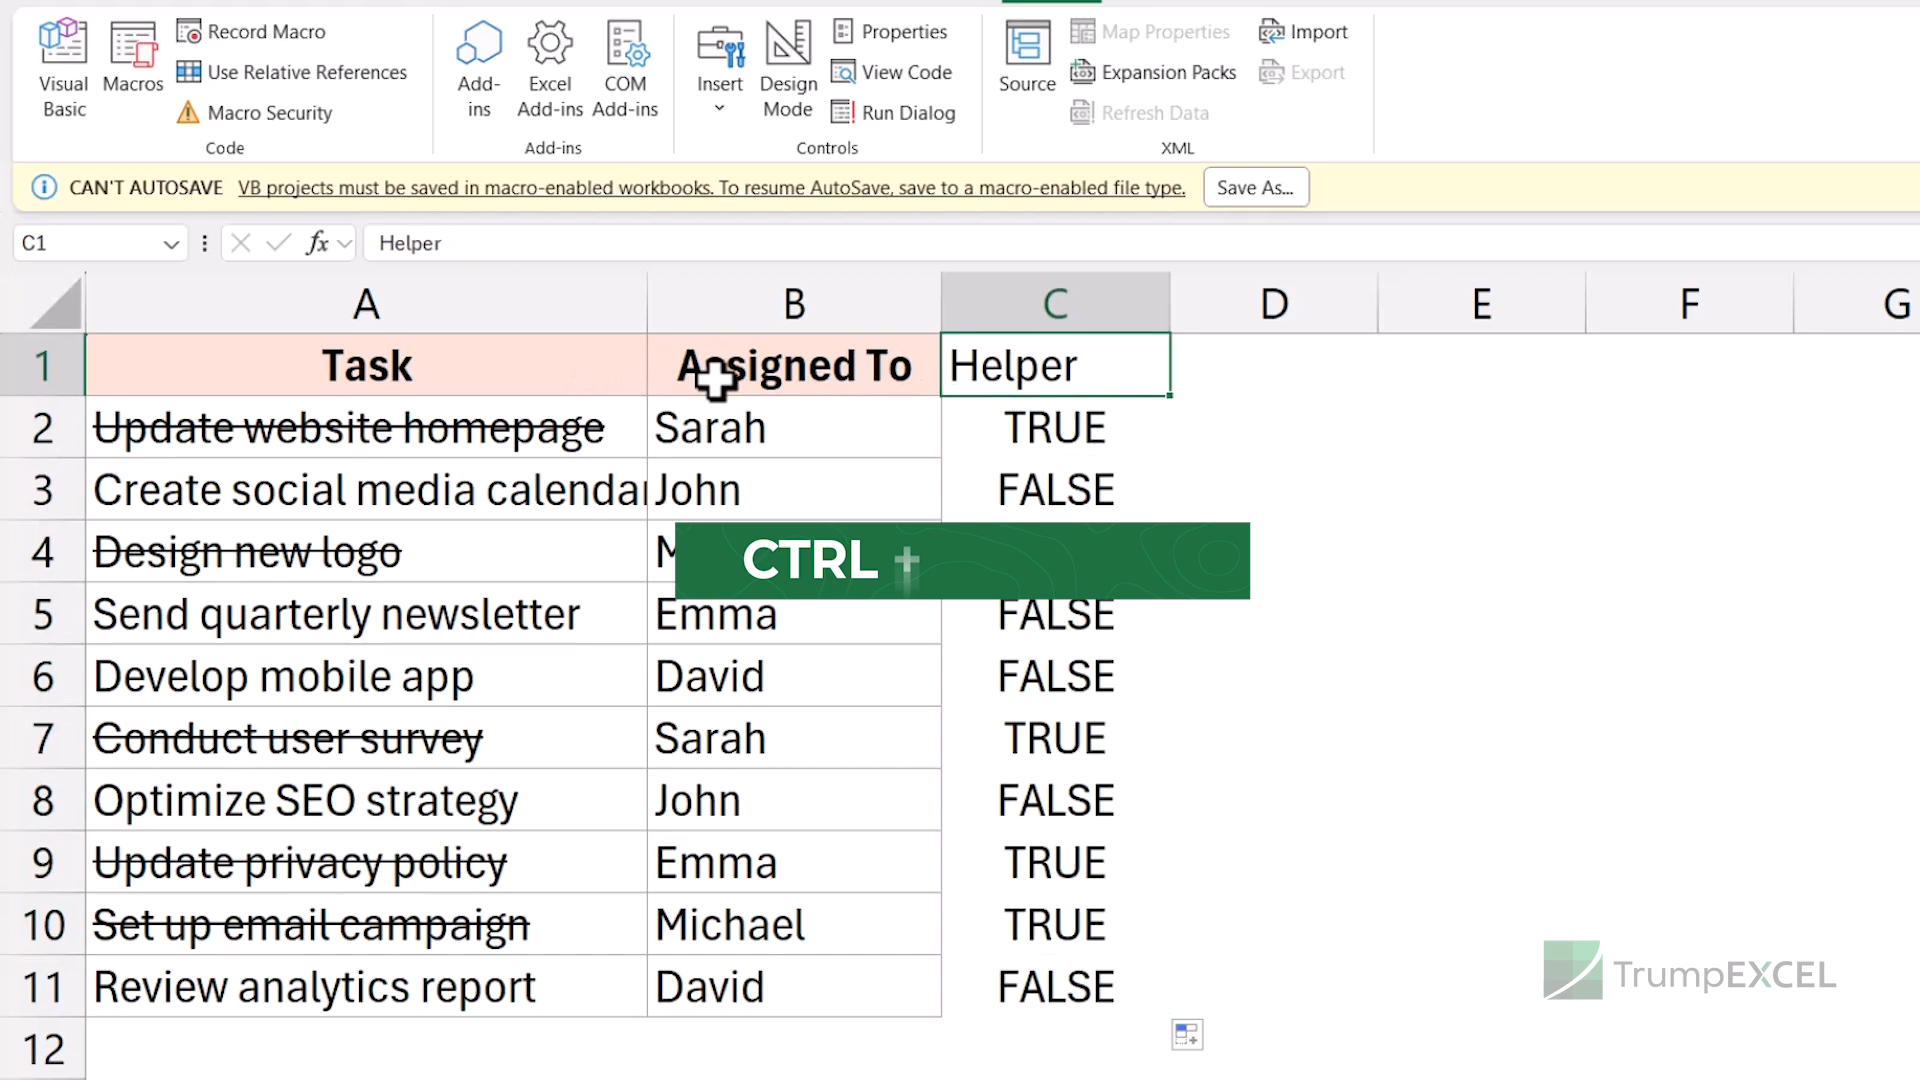 Visual Basic
Macros
Record Macro
Use Relative References
Macro Security
Code
Add-ins
Excel Add-ins
COM Add-ins
Add-ins
Insert
Design Mode
Properties
View Code
Run Dialog
Controls
Source
Map Properties
Expansion Packs
Refresh Data
Import
Export
XML
CAN'T AUTOSAVE VB projects must be saved in macro-enabled workbooks. To resume AutoSave, save to a macro-enabled file type. Save As...
C1 fx Helper
A B C D E F G
1 Task Assigned To Helper
2 Update website homepage Sarah TRUE
3 Create social media calendar John FALSE
4 Design new logo M
CTRL +
5 Send quarterly newsletter Emma FALSE
6 Develop mobile app David FALSE
7 Conduct user survey Sarah TRUE
8 Optimize SEO strategy John FALSE
9 Update privacy policy Emma TRUE
10 Set up email campaign Michael TRUE
11 Review analytics report David FALSE
12
TrumpEXCEL